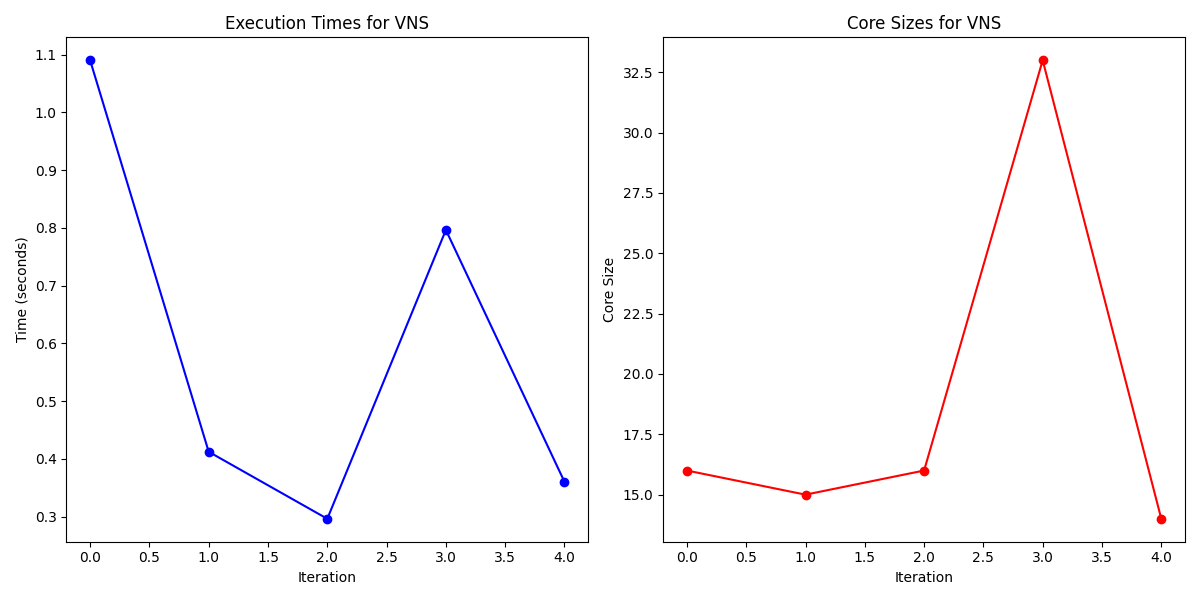 Execution Times for VNS
Time (seconds)
1.1
1.0
0.9
0.8
0.7
0.6
0.5
0.4
0.3
0.0 0.5 1.0 1.5 2.0 2.5 3.0 3.5 4.0
Iteration
Core Sizes for VNS
Core Size
32.5
30.0
27.5
25.0
22.5
20.0
17.5
15.0
0.0 0.5 1.0 1.5 2.0 2.5 3.0 3.5 4.0
Iteration